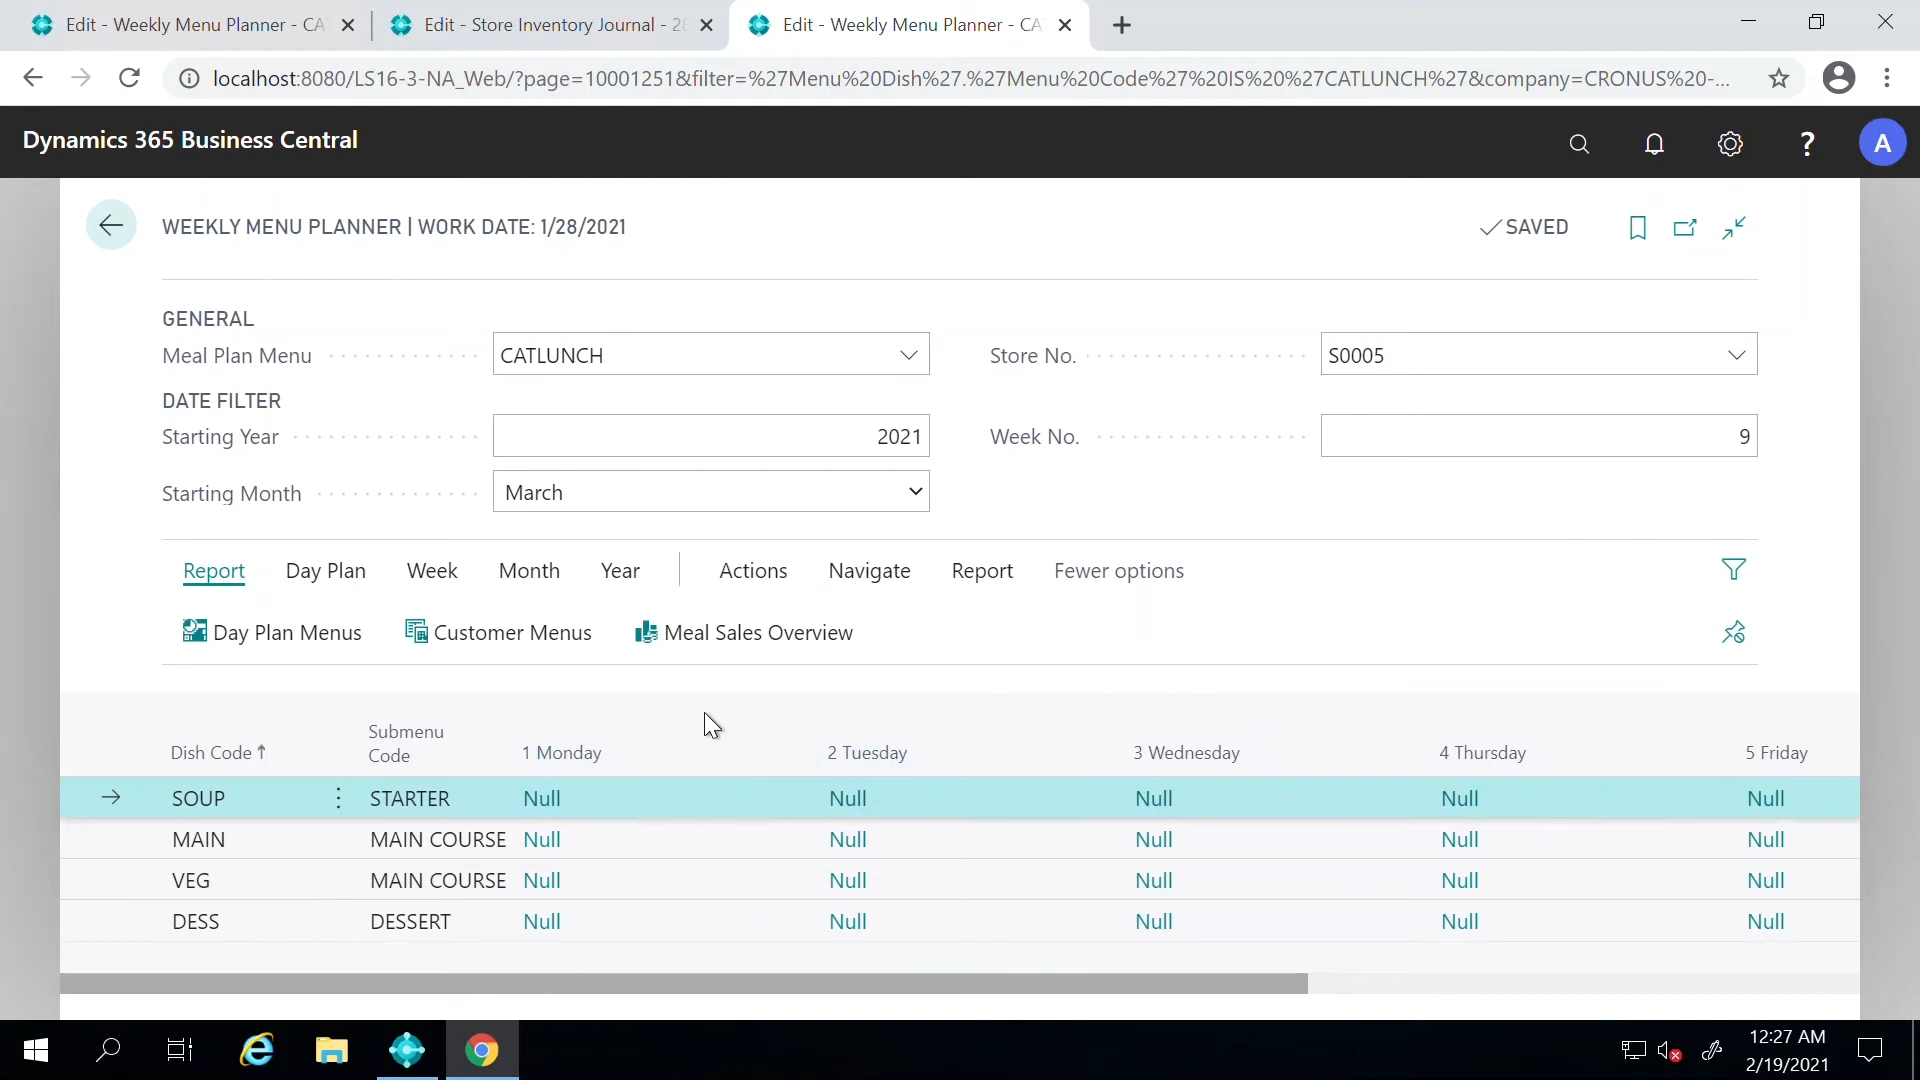 Edit - Weekly Menu Planner - CA
Edit - Store Inventory Journal - 28
Edit - Weekly Menu Planner - CA
localhost:8080/LS16-3-NA_Web/?page=10001251&filter=%27Menu%20Dish%27.%27Menu%20Code%27%20IS%20%27CATLUNCH%27&company=CRONUS%20-...
Dynamics 365 Business Central
?
A
WEEKLY MENU PLANNER | WORK DATE: 1/28/2021
SAVED
GENERAL
Meal Plan Menu
CATLUNCH
Store No.
S0005
DATE FILTER
Starting Year
2021
Week No.
9
Starting Month
March
Report Day Plan Week Month Year Actions Navigate Report Fewer options
Day Plan Menus Customer Menus Meal Sales Overview
Dish Code ↑ Submenu Code 1 Monday 2 Tuesday 3 Wednesday 4 Thursday 5 Friday
SOUP STARTER Null Null Null Null Null
MAIN MAIN COURSE Null Null Null Null Null
VEG MAIN COURSE Null Null Null Null Null
DESS DESSERT Null Null Null Null Null
12:27 AM
2/19/2021